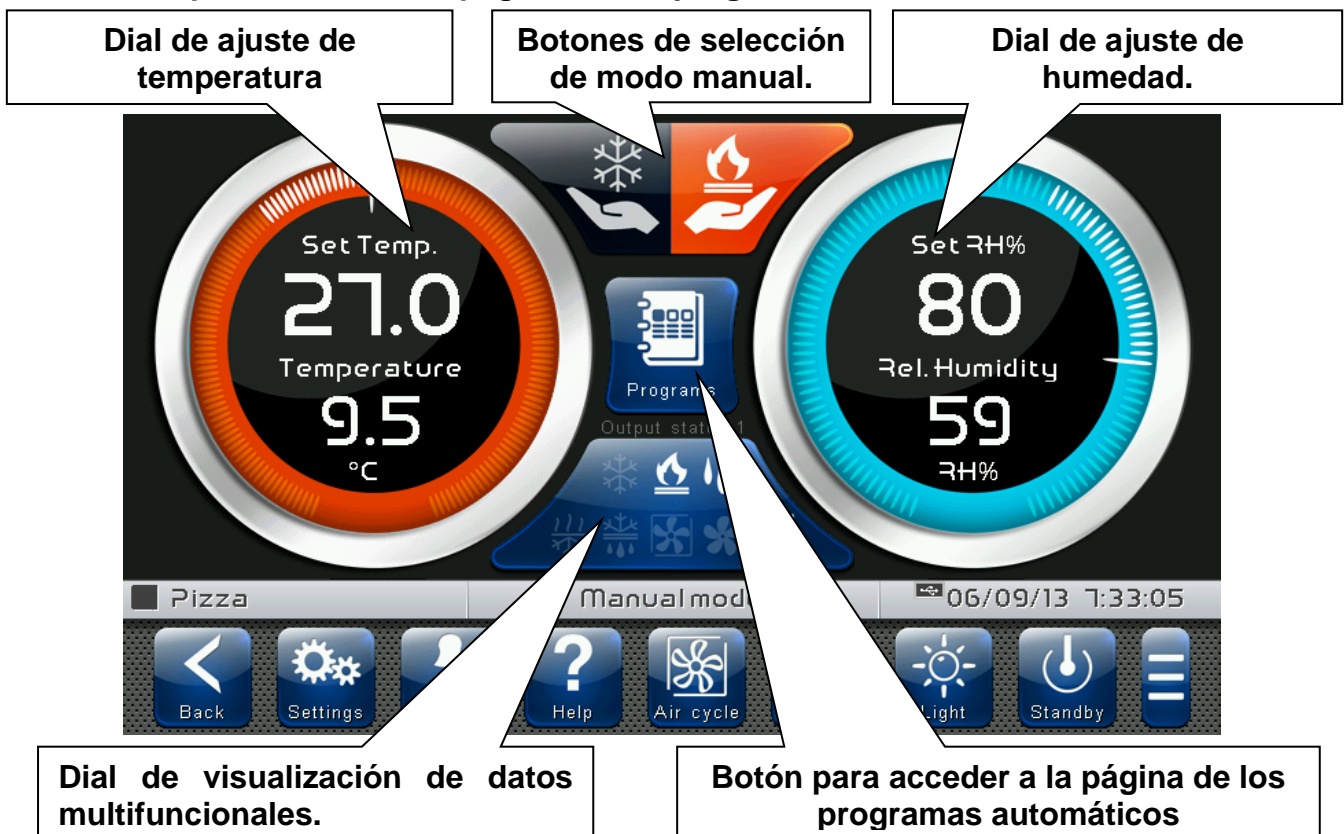 Dial de ajuste de
temperatura
Botones de selección
de modo manual.
Dial de ajuste de
humedad.
Set Temp.
27.0
Temperature
9.5
°C
Set RH%
80
Rel. Humidity
59
RH%
Programs
Output
1
Pizza
Manual
06/09/13 7:33:05
Back
Settings
Help
Air cycle
Light
Standby
Dial de visualización de datos
multifuncionales.
Botón para acceder a la página de los
programas automáticos